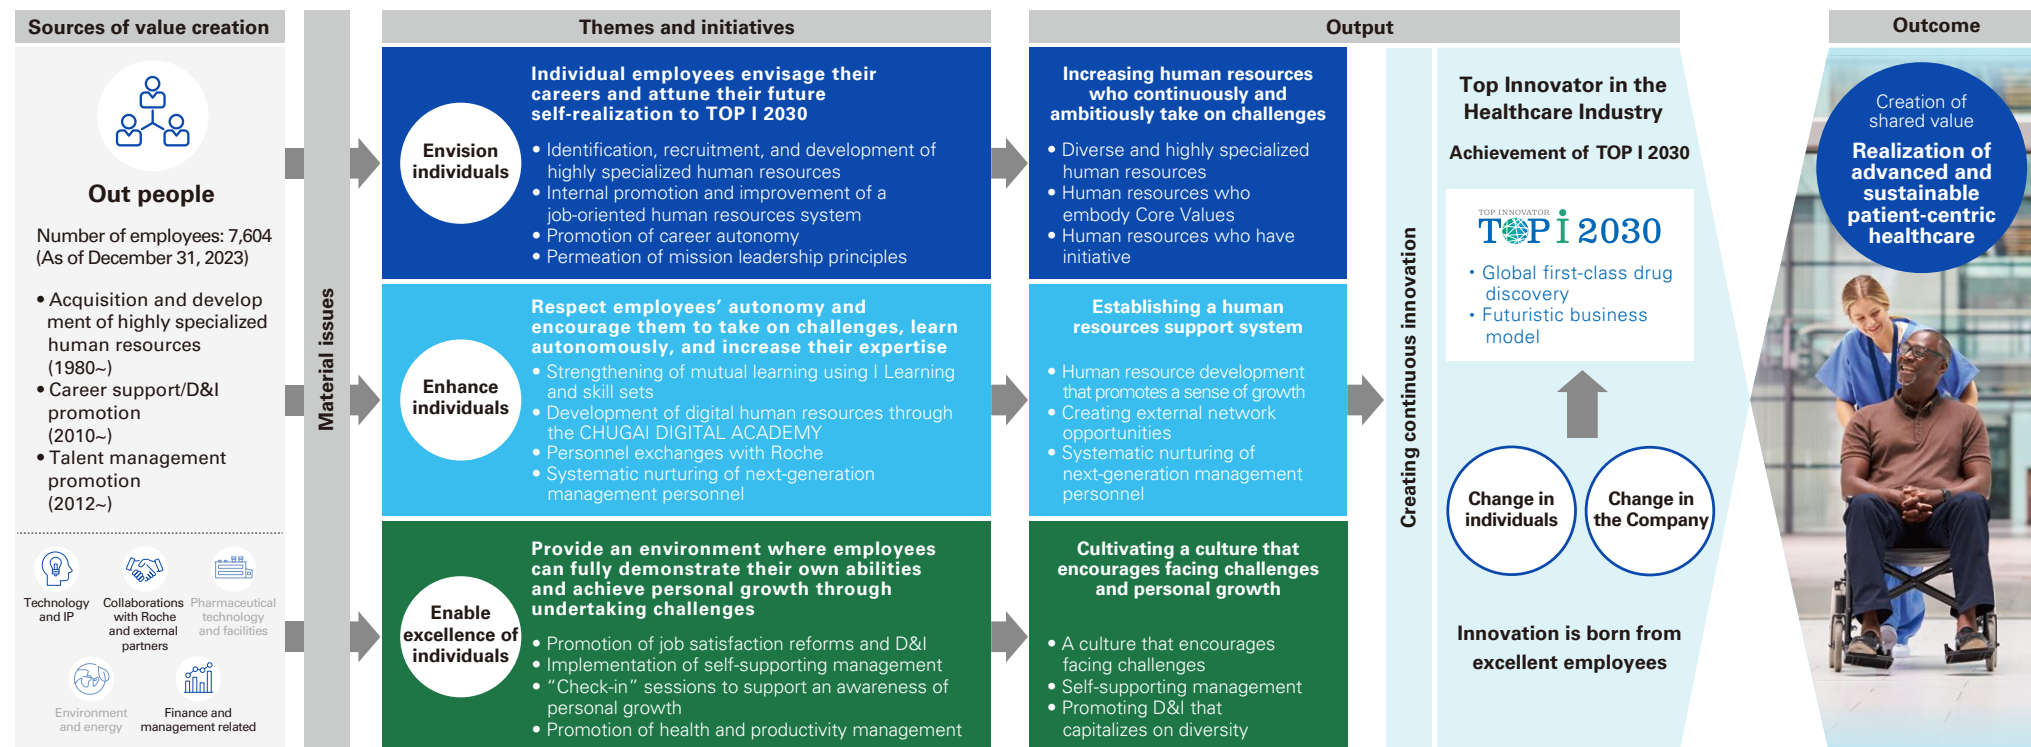 Sources of value creation
Out people
Number of employees: 7,604
(As of December 31, 2023)
• Acquisition and develop
ment of highly specialized
human resources
(1980~)
• Career support/D&I
promotion
(2010~)
• Talent management
promotion
(2012~)
Technology
and IP
Collaborations
with Roche
and external
partners
Pharmaceutical
technology
and facilities
Environment
and energy
Finance and
management related
Material issues
Themes and initiatives
Envision
individuals
Individual employees envisage their
careers and attune their future
self-realization to TOP I 2030
• Identification, recruitment, and development of
highly specialized human resources
• Internal promotion and improvement of a
job-oriented human resources system
• Promotion of career autonomy
• Permeation of mission leadership principles
Enhance
individuals
Respect employees’ autonomy and
encourage them to take on challenges, learn
autonomously, and increase their expertise
• Strengthening of mutual learning using I Learning
and skill sets
• Development of digital human resources through
the CHUGAI DIGITAL ACADEMY
• Personnel exchanges with Roche
• Systematic nurturing of next-generation
management personnel
Enable
excellence of
individuals
Provide an environment where employees
can fully demonstrate their own abilities
and achieve personal growth through
undertaking challenges
• Promotion of job satisfaction reforms and D&I
• Implementation of self-supporting management
• “Check-in” sessions to support an awareness of
personal growth
• Promotion of health and productivity management
Output
Increasing human resources
who continuously and
ambitiously take on challenges
• Diverse and highly specialized
human resources
• Human resources who
embody Core Values
• Human resources who have
initiative
Establishing a human
resources support system
• Human resource development
that promotes a sense of growth
• Creating external network
opportunities
• Systematic nurturing of
next-generation management
personnel
Cultivating a culture that
encourages facing challenges
and personal growth
• A culture that encourages
facing challenges
• Self-supporting management
• Promoting D&I that
capitalizes on diversity
Creating continuous innovation
Top Innovator in the
Healthcare Industry
Achievement of TOP I 2030
TOP INNOVATOR
TOP i 2030
• Global first-class drug
discovery
• Futuristic business
model
Change in
individuals
Change in
the Company
Innovation is born from
excellent employees
Outcome
Creation of
shared value
Realization of
advanced and
sustainable
patient-centric
healthcare